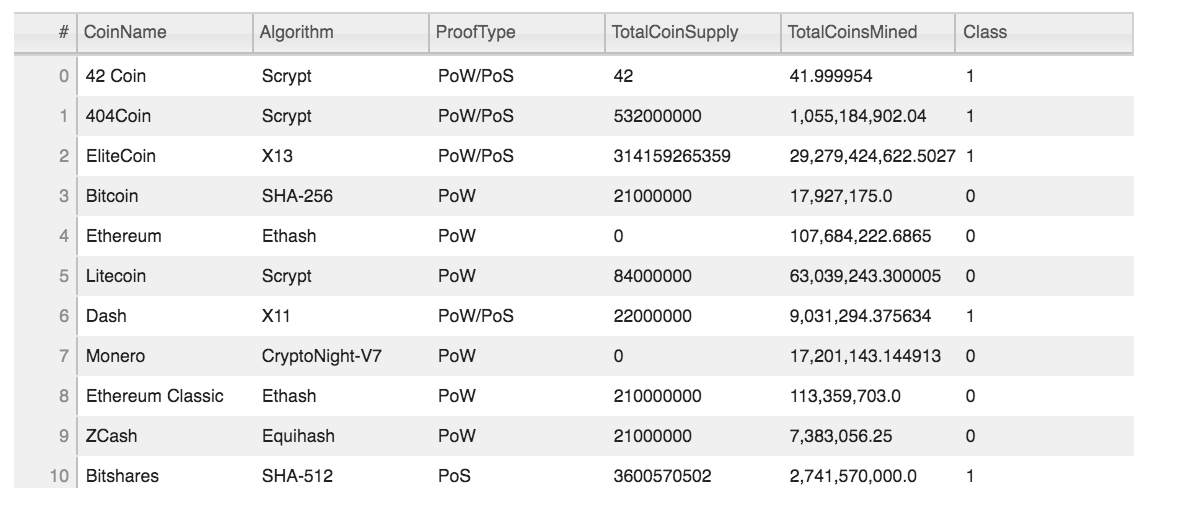 # CoinName Algorithm ProofType TotalCoinSupply TotalCoinsMined Class
0 42 Coin Scrypt PoW/PoS 42 41.999954 1
1 404Coin Scrypt PoW/PoS 532000000 1,055,184,902.04 1
2 EliteCoin X13 PoW/PoS 314159265359 29,279,424,622.5027 1
3 Bitcoin SHA-256 PoW 21000000 17,927,175.0 0
4 Ethereum Ethash PoW 0 107,684,222.6865 0
5 Litecoin Scrypt PoW 84000000 63,039,243.300005 0
6 Dash X11 PoW/PoS 22000000 9,031,294.375634 1
7 Monero CryptoNight-V7 PoW 0 17,201,143.144913 0
8 Ethereum Classic Ethash PoW 210000000 113,359,703.0 0
9 ZCash Equihash PoW 21000000 7,383,056.25 0
10 Bitshares SHA-512 PoS 3600570502 2,741,570,000.0 1